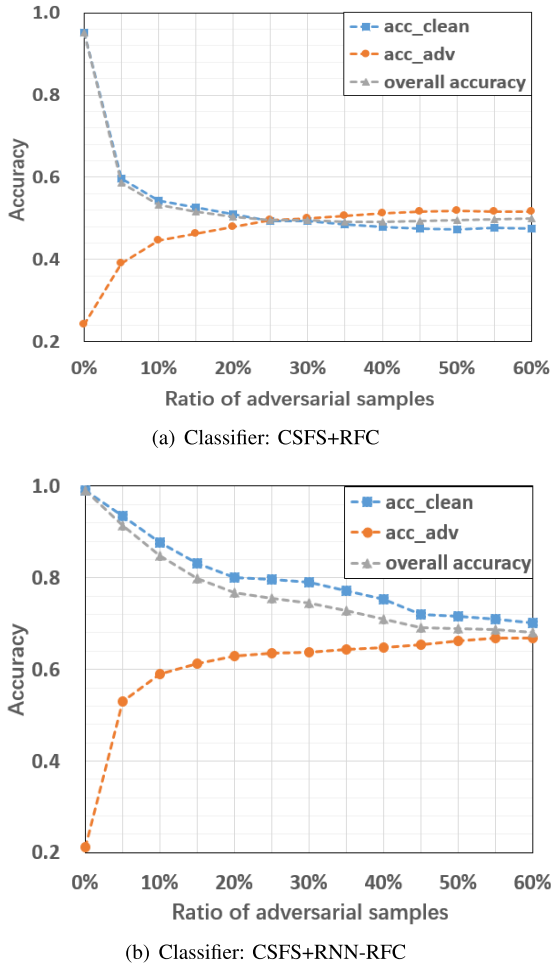 1.0
0.8
0.6
0.4
0.2
Accuracy
acc_clean
acc_adv
overall accuracy
0% 10% 20% 30% 40% 50% 60%
Ratio of adversarial samples
(a) Classifier: CSFS+RFC
1.0
0.8
0.6
0.4
0.2
Accuracy
acc_clean
acc_adv
overall accuracy
0% 10% 20% 30% 40% 50% 60%
Ratio of adversarial samples
(b) Classifier: CSFS+RNN-RFC